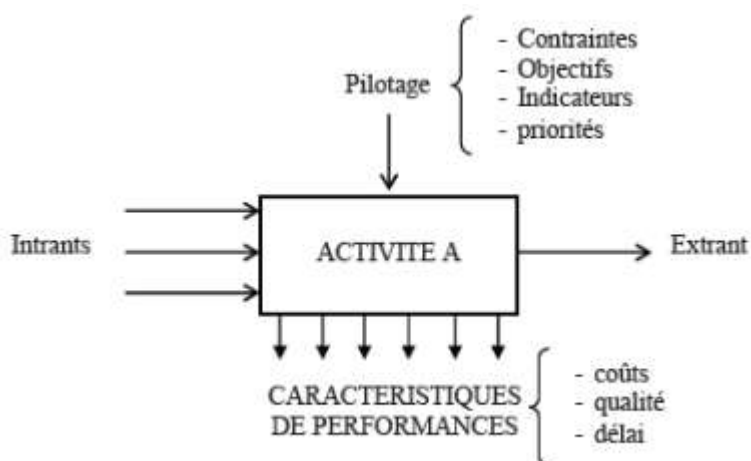 Pilotage
- Contraintes
- Objectifs
- Indicateurs
- priorités
Intrants
ACTIVITE A
Extrant
CARACTERISTIQUES
DE PERFORMANCES
- coûts
- qualité
- délai